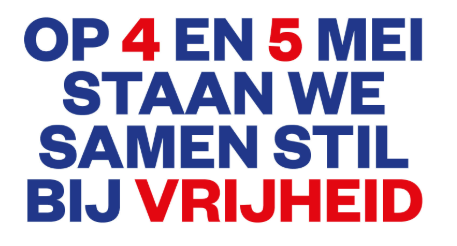 OP 4 EN 5 MEI
STAAN WE
SAMEN STIL
BIJ VRIJHEID